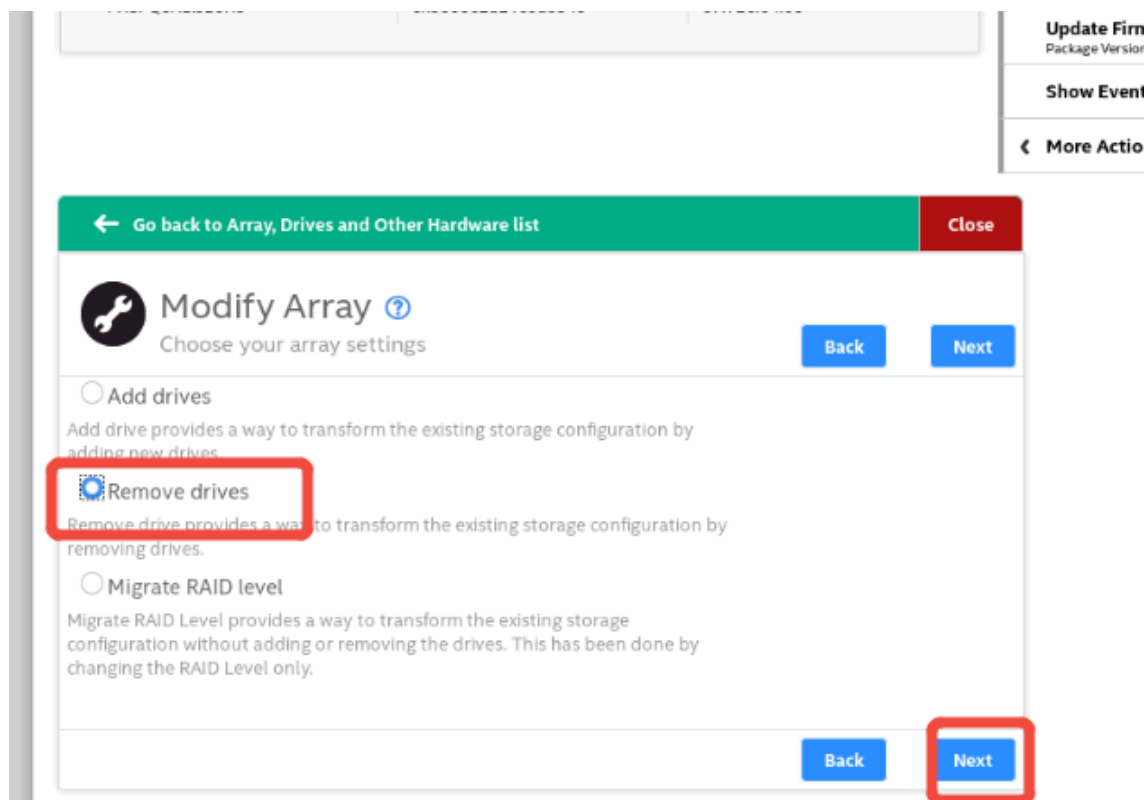 Update Firn
Package Version
Show Event
More Actio
Go back to Array, Drives and Other Hardware list
Close
Modify Array
Choose your array settings
Back
Next
Add drives
Add drive provides a way to transform the existing storage configuration by
adding new drives.
Remove drives
Remove drive provides a way to transform the existing storage configuration by
removing drives.
Migrate RAID level
Migrate RAID Level provides a way to transform the existing storage
configuration without adding or removing the drives. This has been done by
changing the RAID Level only.
Back
Next